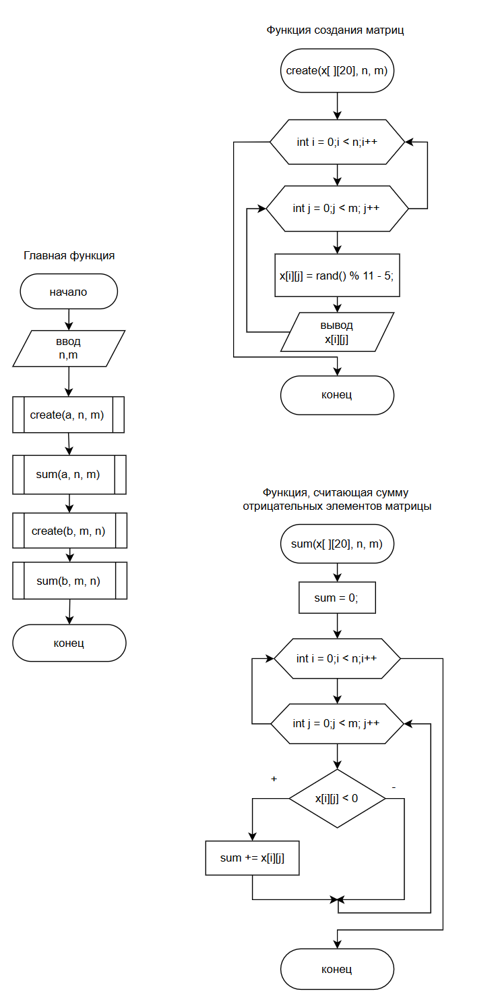 Главная функция
начало
ввод
n,m
create(a, n, m)
sum(a, n, m)
create(b, m, n)
sum(b, m, n)
конец
Функция создания матриц
create(x[ ][20], n, m)
int i = 0;i < n;i++
int j = 0;j < m; j++
x[i][j] = rand() % 11 - 5;
вывод
x[i][j]
конец
Функция, считающая сумму
отрицательных элементов матрицы
sum(x[ ][20], n, m)
sum = 0;
int i = 0;i < n;i++
int j = 0;j < m; j++
+
-
x[i][j] < 0
sum += x[i][j]
конец